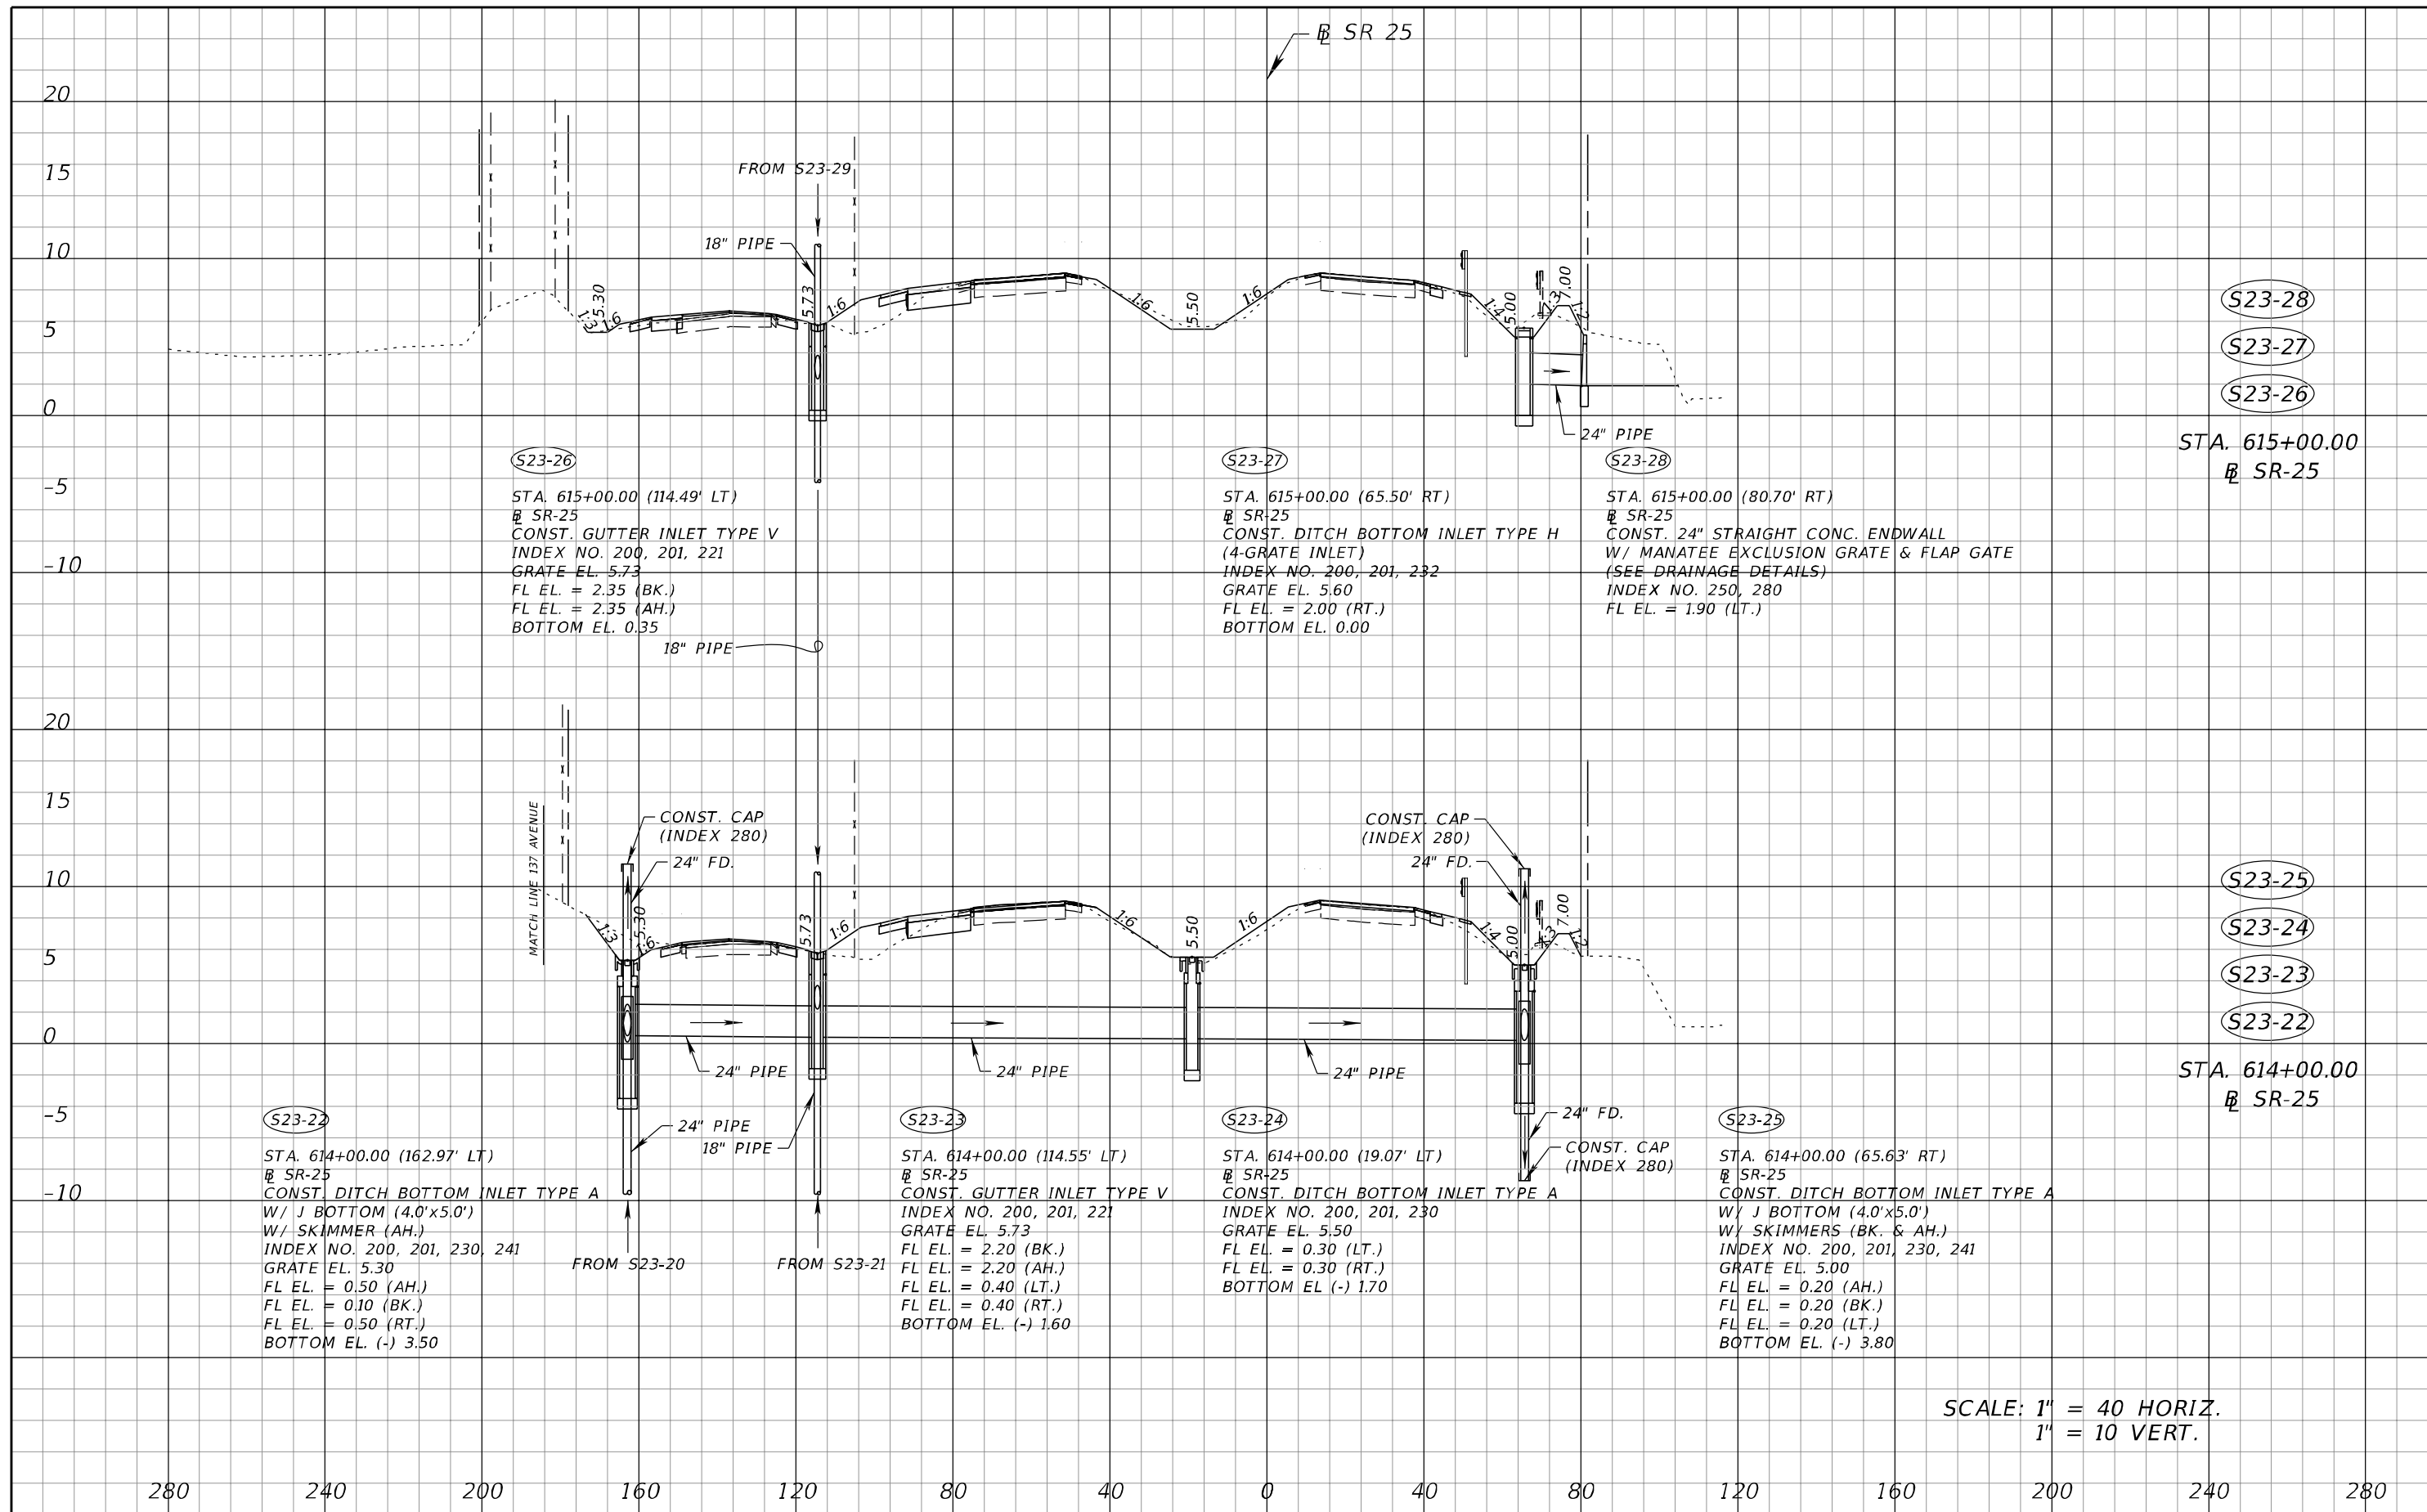 ℄ SR 25
20
15
10
5
0
-5
-10
FROM S23-29
18" PIPE
5.30
1:3
1:6
5.73
1:6
1:6
5.50
1:6
1:4
5.00
1:3
7.00
1:2
24" PIPE
S23-28
S23-27
S23-26
STA. 615+00.00
℄ SR-25
S23-26
STA. 615+00.00 (114.49' LT)
℄ SR-25
CONST. GUTTER INLET TYPE V
INDEX NO. 200, 201, 221
GRATE EL. 5.73
FL EL. = 2.35 (BK.)
FL EL. = 2.35 (AH.)
BOTTOM EL. 0.35
18" PIPE
S23-27
STA. 615+00.00 (65.50' RT)
℄ SR-25
CONST. DITCH BOTTOM INLET TYPE H
(4-GRATE INLET)
INDEX NO. 200, 201, 232
GRATE EL. 5.60
FL EL. = 2.00 (RT.)
BOTTOM EL. 0.00
S23-28
STA. 615+00.00 (80.70' RT)
℄ SR-25
CONST. 24" STRAIGHT CONC. ENDWALL
W/ MANATEE EXCLUSION GRATE & FLAP GATE
(SEE DRAINAGE DETAILS)
INDEX NO. 250, 280
FL EL. = 1.90 (LT.)
20
15
10
5
0
-5
-10
MATCH LINE 137 AVENUE
CONST. CAP
(INDEX 280)
24" FD.
1:3
5.30
1:6
5.73
1:6
1:6
5.50
1:6
CONST. CAP
(INDEX 280)
24" FD.
1:4
5.00
1:3
7.00
1:2
24" PIPE
24" PIPE
24" PIPE
24" PIPE
18" PIPE
24" FD.
CONST. CAP
(INDEX 280)
FROM S23-20
FROM S23-21
S23-25
S23-24
S23-23
S23-22
STA. 614+00.00
℄ SR-25
S23-22
STA. 614+00.00 (162.97' LT)
℄ SR-25
CONST. DITCH BOTTOM INLET TYPE A
W/ J BOTTOM (4.0'x5.0')
W/ SKIMMER (AH.)
INDEX NO. 200, 201, 230, 241
GRATE EL. 5.30
FL EL. = 0.50 (AH.)
FL EL. = 0.10 (BK.)
FL EL. = 0.50 (RT.)
BOTTOM EL. (-) 3.50
S23-23
STA. 614+00.00 (114.55' LT)
℄ SR-25
CONST. GUTTER INLET TYPE V
INDEX NO. 200, 201, 221
GRATE EL. 5.73
FL EL. = 2.20 (BK.)
FL EL. = 2.20 (AH.)
FL EL. = 0.40 (LT.)
FL EL. = 0.40 (RT.)
BOTTOM EL. (-) 1.60
S23-24
STA. 614+00.00 (19.07' LT)
℄ SR-25
CONST. DITCH BOTTOM INLET TYPE A
INDEX NO. 200, 201, 230
GRATE EL. 5.50
FL EL. = 0.30 (LT.)
FL EL. = 0.30 (RT.)
BOTTOM EL (-) 1.70
S23-25
STA. 614+00.00 (65.63' RT)
℄ SR-25
CONST. DITCH BOTTOM INLET TYPE A
W/ J BOTTOM (4.0'x5.0')
W/ SKIMMERS (BK. & AH.)
INDEX NO. 200, 201, 230, 241
GRATE EL. 5.00
FL EL. = 0.20 (AH.)
FL EL. = 0.20 (BK.)
FL EL. = 0.20 (LT.)
BOTTOM EL. (-) 3.80
SCALE: 1" = 40 HORIZ.
1" = 10 VERT.
280 240 200 160 120 80 40 0 40 80 120 160 200 240 280